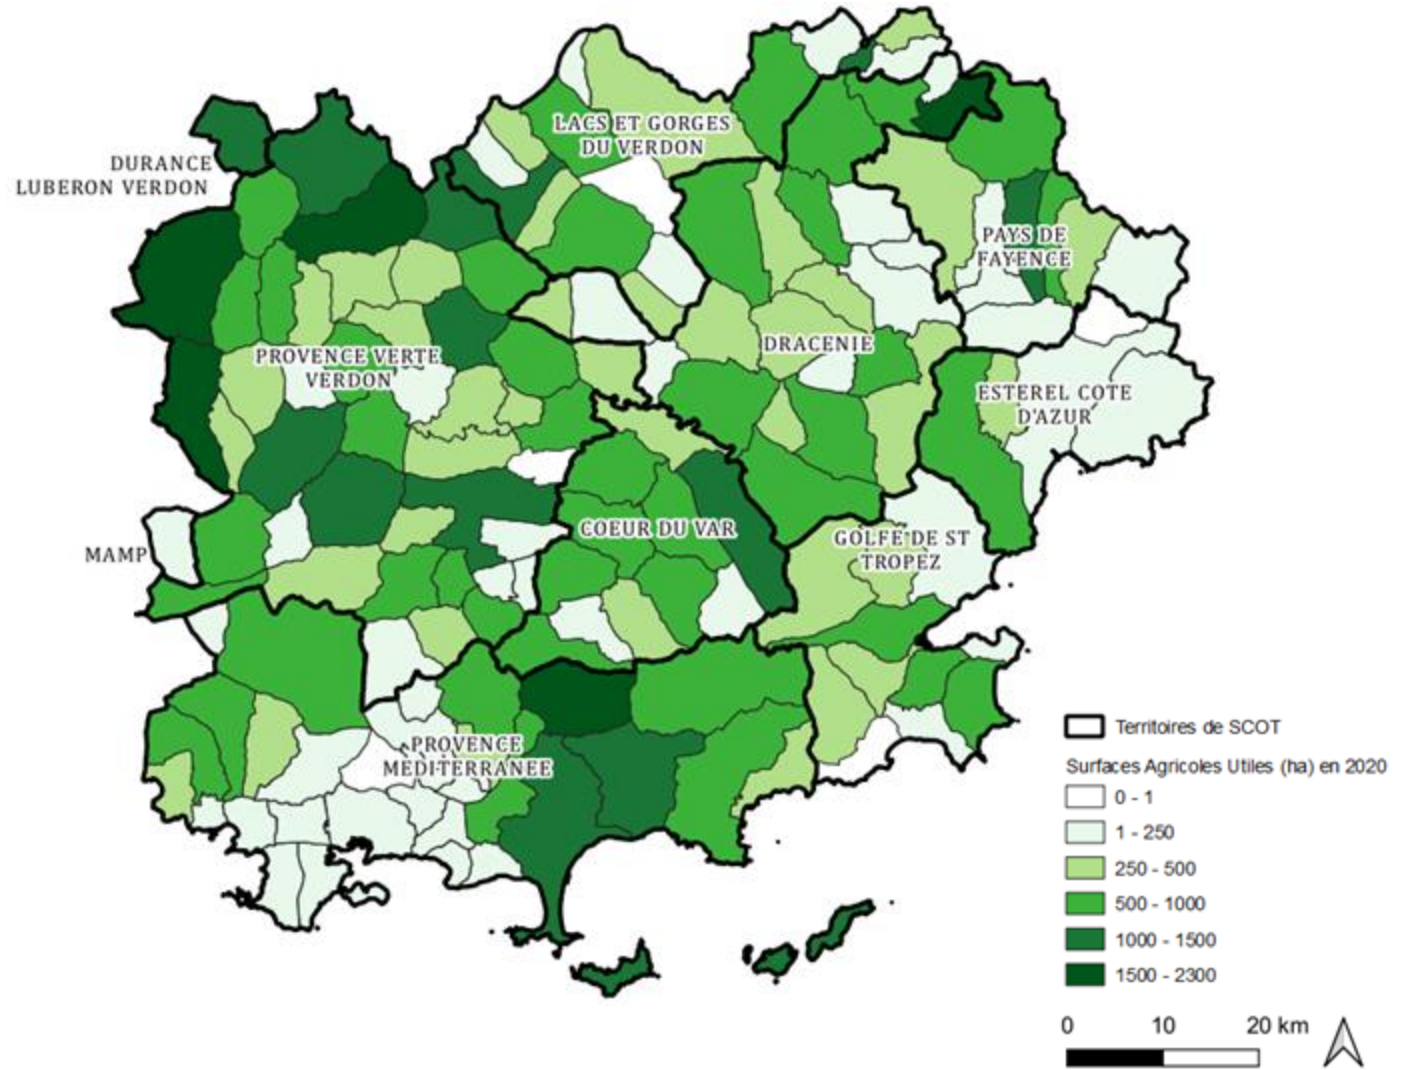 LACS ET GORGES
DU VERDON
DURANCE
LUBERON VERDON
PAYS DE
FAYENCE
DRACENIE
PROVENCE VERTE
VERDON
ESTEREL COTE
D'AZUR
COEUR DU VAR
GOLFE DE ST
TROPEZ
MAMP
PROVENCE
MEDITERRANEE
Territoires de SCOT
Surfaces Agricoles Utiles (ha) en 2020
0 - 1
1 - 250
250 - 500
500 - 1000
1000 - 1500
1500 - 2300
0 10 20 km